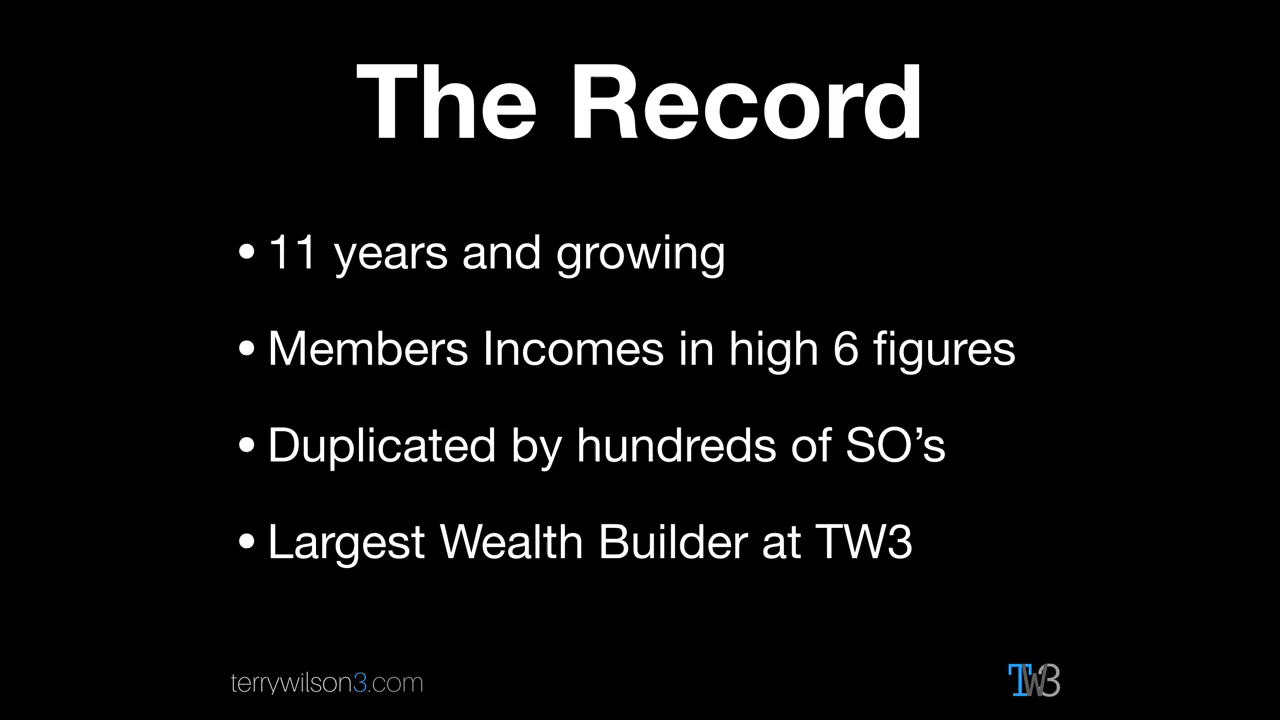 The Record
• 11 years and growing
• Members Incomes in high 6 figures
• Duplicated by hundreds of SO’s
• Largest Wealth Builder at TW3
terrywilson3.com
TW3